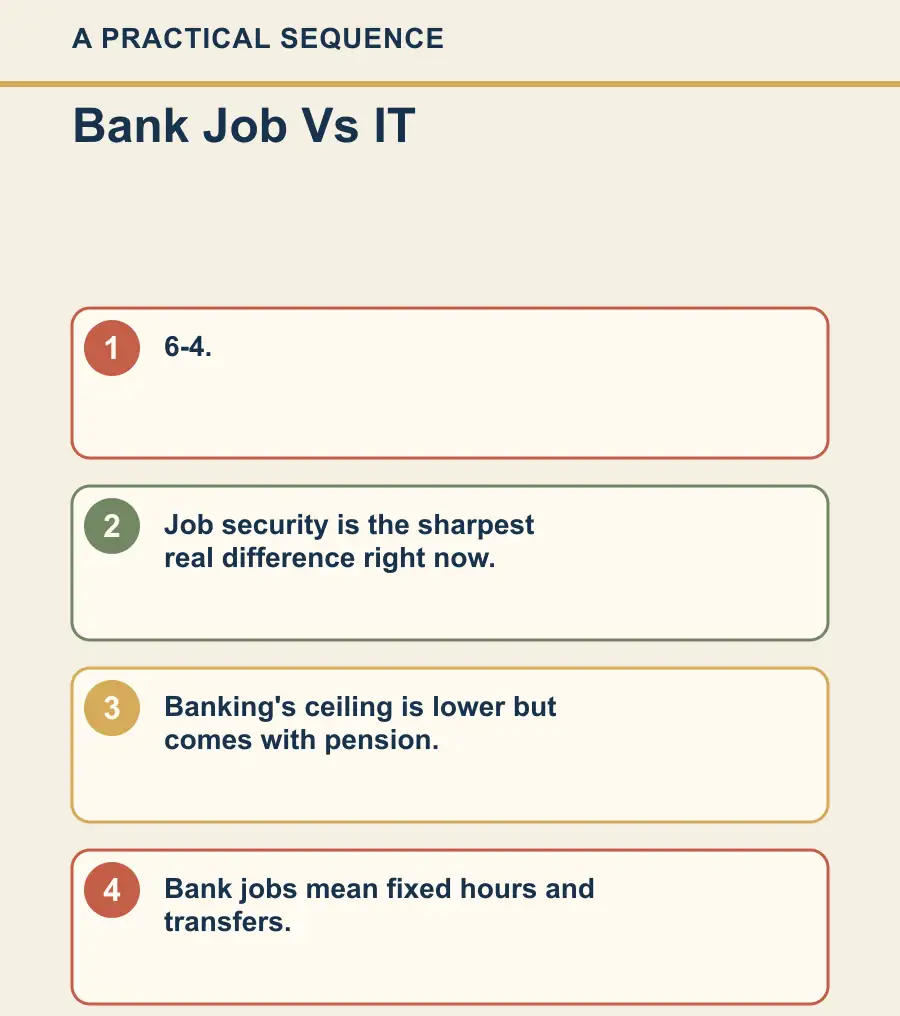 A PRACTICAL SEQUENCE
Bank Job Vs IT
1
6-4.
2
Job security is the sharpest
real difference right now.
3
Banking's ceiling is lower but
comes with pension.
4
Bank jobs mean fixed hours and
transfers.